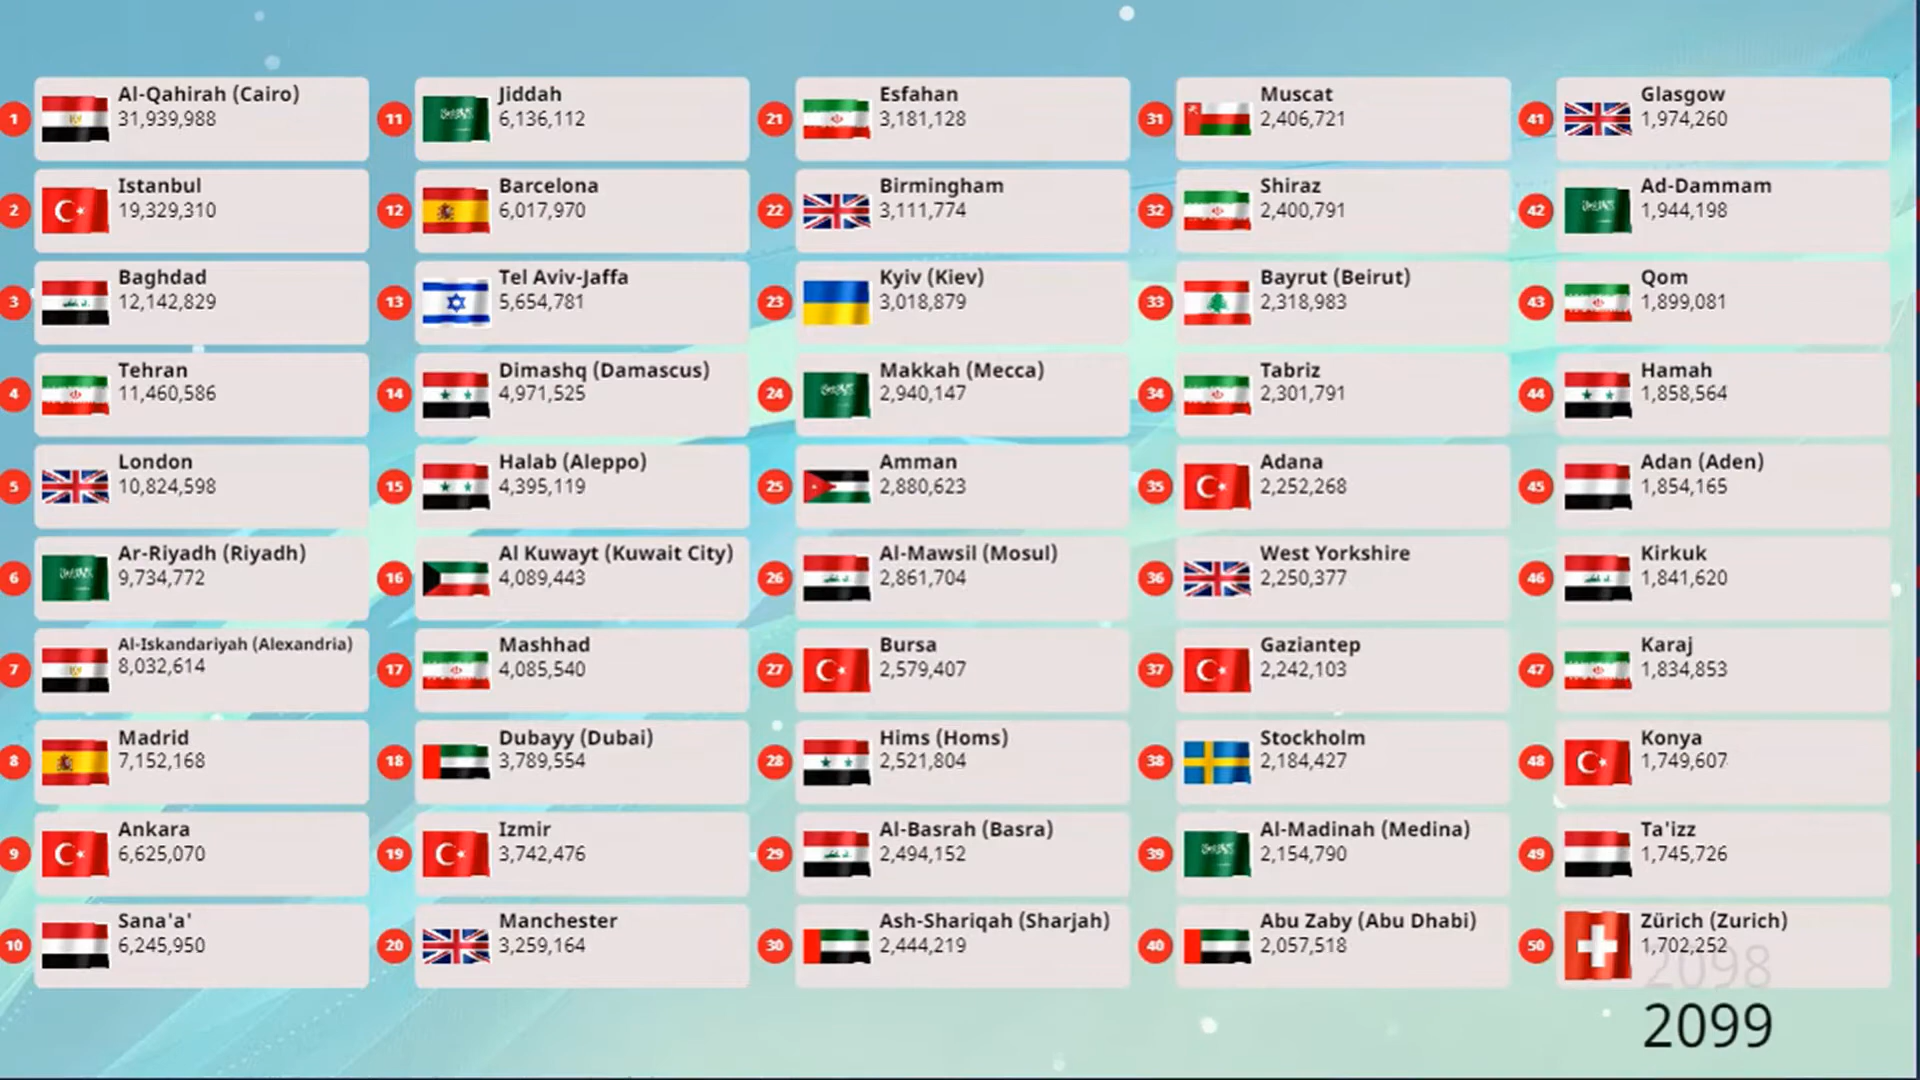 1
Al-Qahirah (Cairo)
31,939,988
2
Istanbul
19,329,310
3
Baghdad
12,142,829
4
Tehran
11,460,586
5
London
10,824,598
6
Ar-Riyadh (Riyadh)
9,734,772
7
Al-Iskandariyah (Alexandria)
8,032,614
8
Madrid
7,152,168
9
Ankara
6,625,070
10
Sana'a'
6,245,950
11
Jiddah
6,136,112
12
Barcelona
6,017,970
13
Tel Aviv-Jaffa
5,654,781
14
Dimashq (Damascus)
4,971,525
15
Halab (Aleppo)
4,395,119
16
Al Kuwayt (Kuwait City)
4,089,443
17
Mashhad
4,085,540
18
Dubayy (Dubai)
3,789,554
19
Izmir
3,742,476
20
Manchester
3,259,164
21
Esfahan
3,181,128
22
Birmingham
3,111,774
23
Kyiv (Kiev)
3,018,879
24
Makkah (Mecca)
2,940,147
25
Amman
2,880,623
26
Al-Mawsil (Mosul)
2,861,704
27
Bursa
2,579,407
28
Hims (Homs)
2,521,804
29
Al-Basrah (Basra)
2,494,152
30
Ash-Shariqah (Sharjah)
2,444,219
31
Muscat
2,406,721
32
Shiraz
2,400,791
33
Bayrut (Beirut)
2,318,983
34
Tabriz
2,301,791
35
Adana
2,252,268
36
West Yorkshire
2,250,377
37
Gaziantep
2,242,103
38
Stockholm
2,184,427
39
Al-Madinah (Medina)
2,154,790
40
Abu Zaby (Abu Dhabi)
2,057,518
41
Glasgow
1,974,260
42
Ad-Dammam
1,944,198
43
Qom
1,899,081
44
Hamah
1,858,564
45
Adan (Aden)
1,854,165
46
Kirkuk
1,841,620
47
Karaj
1,834,853
48
Konya
1,749,607
49
Ta'izz
1,745,726
50
Zürich (Zurich)
1,702,252
2098
2099